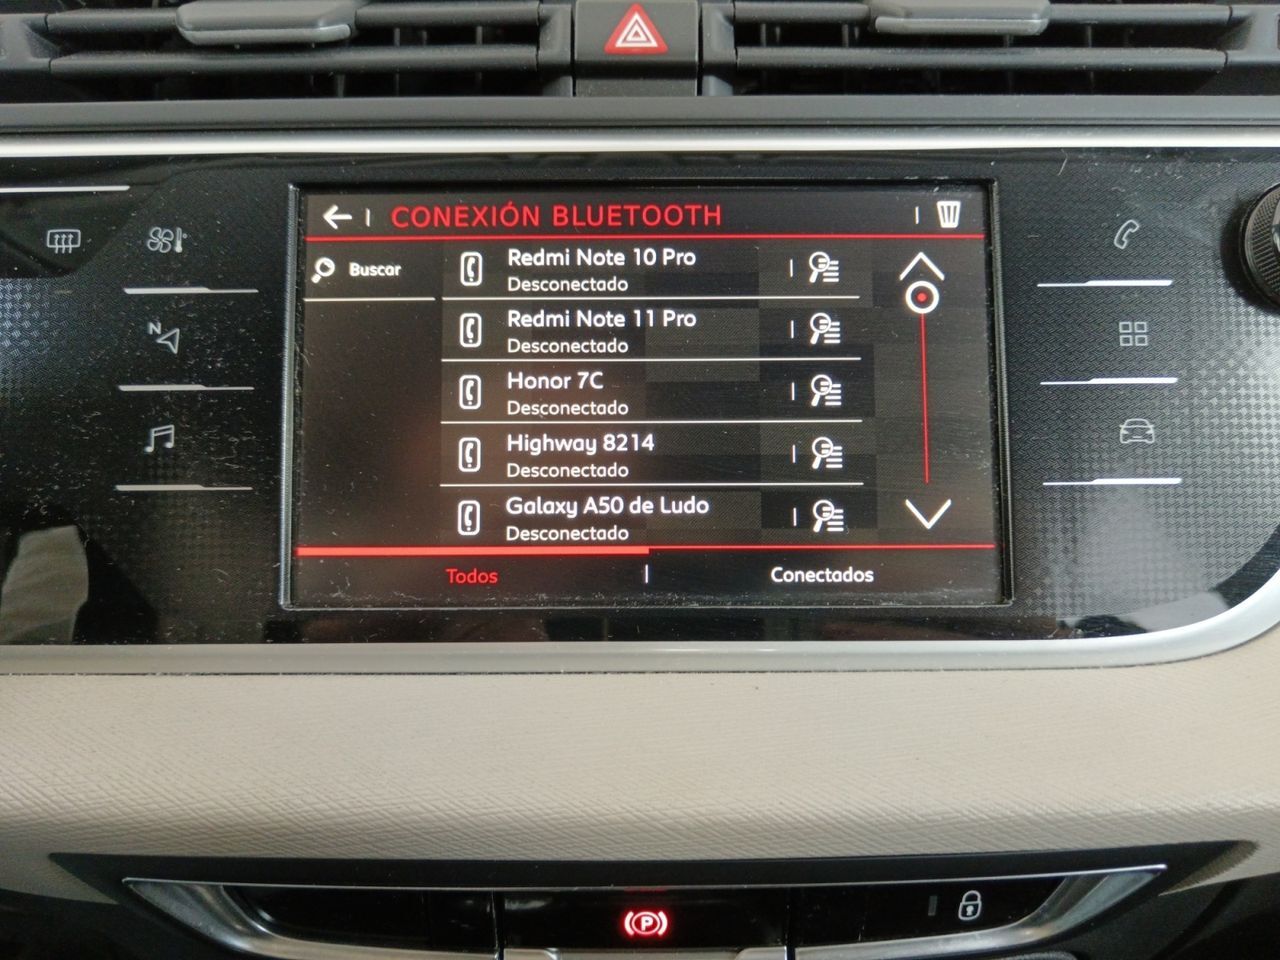 CONEXIÓN BLUETOOTH
Buscar
Redmi Note 10 Pro
Desconectado
Redmi Note 11 Pro
Desconectado
Honor 7C
Desconectado
Highway 8214
Desconectado
Galaxy A50 de Ludo
Desconectado
Todos
Conectados
N
P